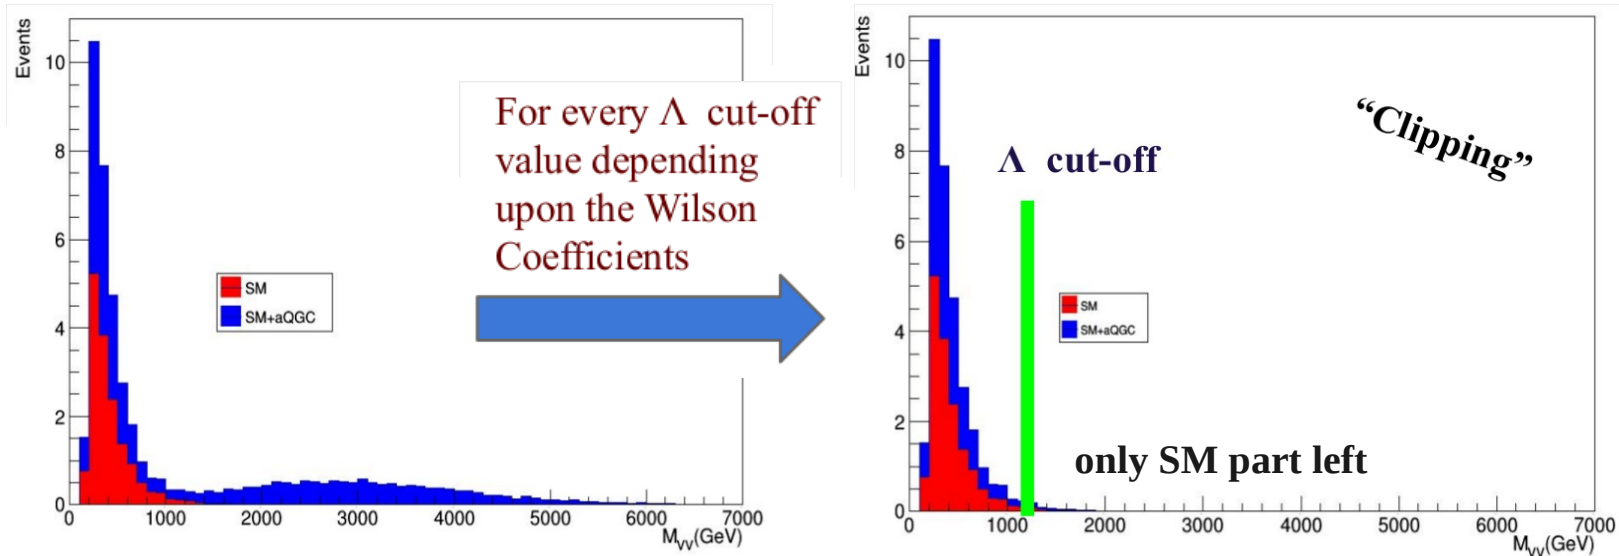 Events
10
8
6
4
2
0
0 1000 2000 3000 4000 5000 6000 7000
M_VV(GeV)
SM
SM+aQGC
For every Λ cut-off
value depending
upon the Wilson
Coefficients
Events
10
8
6
4
2
0
0 1000 2000 3000 4000 5000 6000 7000
M_VV(GeV)
Λ cut-off
“Clipping”
SM
SM+aQGC
only SM part left